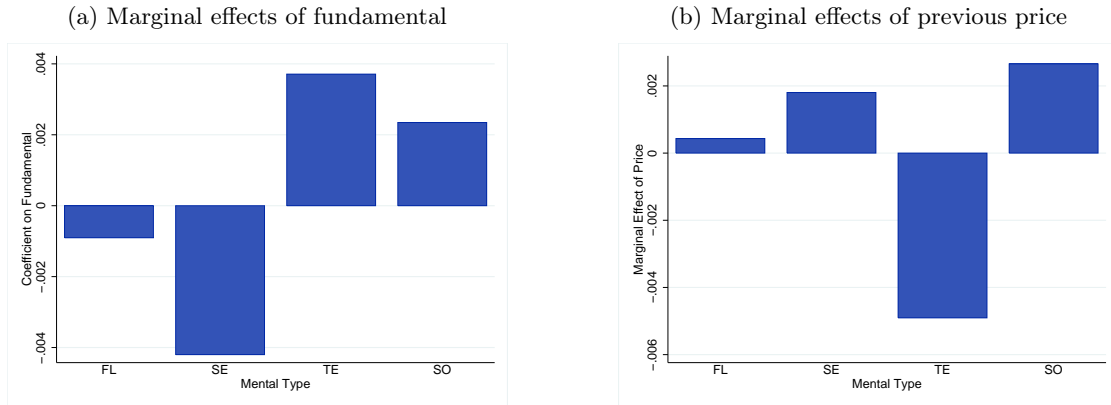 (a) Marginal effects of fundamental
Coefficient on Fundamental
.004
.002
0
-.002
-.004
FL SE TE SO
Mental Type
(b) Marginal effects of previous price
Marginal Effect of Price
.002
0
-.002
-.004
-.006
FL SE TE SO
Mental Type